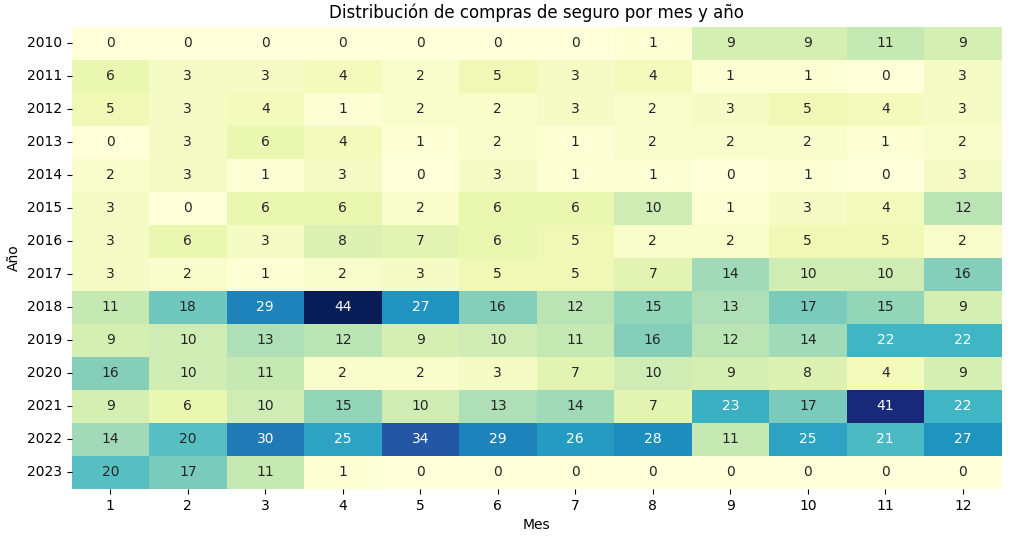 Distribución de compras de seguro por mes y año
2010 0 0 0 0 0 0 0 1 9 9 11 9
2011 6 3 3 4 2 5 3 4 1 1 0 3
2012 5 3 4 1 2 2 3 2 3 5 4 3
2013 0 3 6 4 1 2 1 2 2 2 1 2
2014 2 3 1 3 0 3 1 1 0 1 0 3
2015 3 0 6 6 2 6 6 10 1 3 4 12
2016 3 6 3 8 7 6 5 2 2 5 5 2
Año
2017 3 2 1 2 3 5 5 7 14 10 10 16
2018 11 18 29 44 27 16 12 15 13 17 15 9
2019 9 10 13 12 9 10 11 16 12 14 22 22
2020 16 10 11 2 2 3 7 10 9 8 4 9
2021 9 6 10 15 10 13 14 7 23 17 41 22
2022 14 20 30 25 34 29 26 28 11 25 21 27
2023 20 17 11 1 0 0 0 0 0 0 0 0
1 2 3 4 5 6 7 8 9 10 11 12
Mes